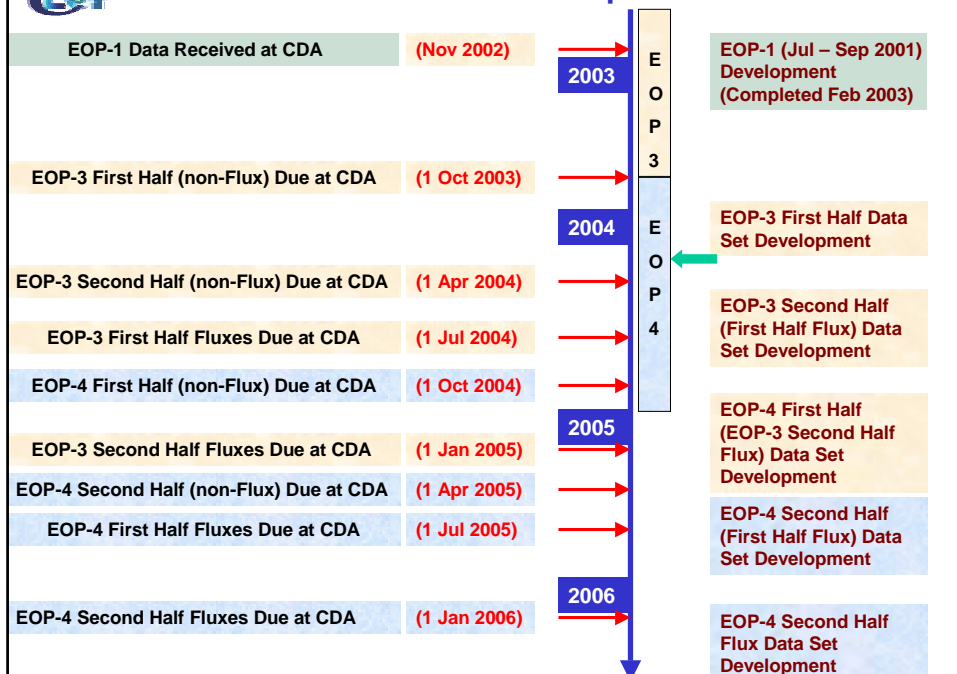 EOP-1 Data Received at CDA (Nov 2002)
2003
E
O
P
3
EOP-1 (Jul – Sep 2001)
Development
(Completed Feb 2003)
EOP-3 First Half (non-Flux) Due at CDA (1 Oct 2003)
2004
E
O
P
4
EOP-3 First Half Data
Set Development
EOP-3 Second Half (non-Flux) Due at CDA (1 Apr 2004)
EOP-3 Second Half
(First Half Flux) Data
Set Development
EOP-3 First Half Fluxes Due at CDA (1 Jul 2004)
EOP-4 First Half (non-Flux) Due at CDA (1 Oct 2004)
2005
EOP-4 First Half
(EOP-3 Second Half
Flux) Data Set
Development
EOP-3 Second Half Fluxes Due at CDA (1 Jan 2005)
EOP-4 Second Half (non-Flux) Due at CDA (1 Apr 2005)
EOP-4 First Half Fluxes Due at CDA (1 Jul 2005)
EOP-4 Second Half
(First Half Flux) Data
Set Development
2006
EOP-4 Second Half Fluxes Due at CDA (1 Jan 2006)
EOP-4 Second Half
Flux Data Set
Development